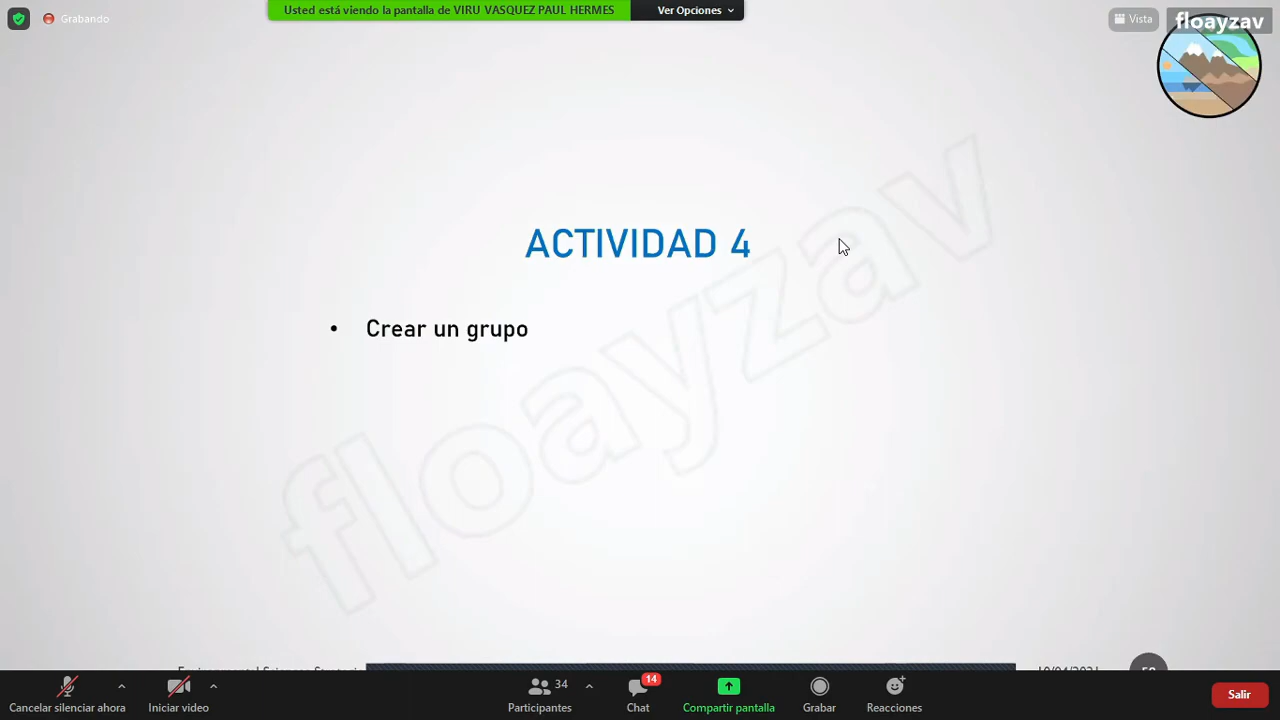 Grabando
Usted está viendo la pantalla de VIRU VASQUEZ PAUL HERMES
Ver Opciones
Vista
floayzav
ACTIVIDAD 4
• Crear un grupo
floayzav
Cancelar silenciar ahora
Iniciar video
34
Participantes
14
Chat
Compartir pantalla
Grabar
Reacciones
Salir